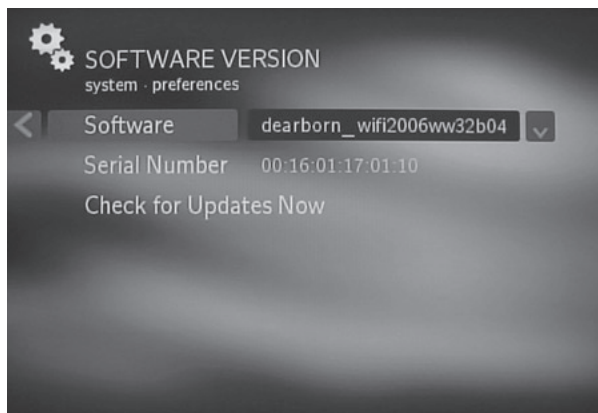 SOFTWARE VERSION
system · preferences
Software dearborn_wifi2006ww32b04
Serial Number 00:16:01:17:01:10
Check for Updates Now